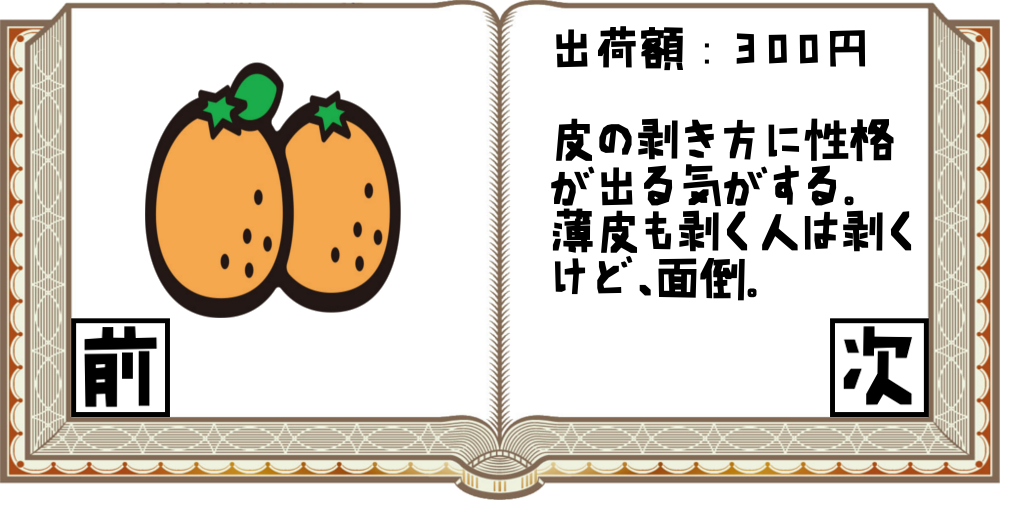 出荷額：３００円
皮の剥き方に性格
が出る気がする。
薄皮も剥く人は剥く
けど、面倒。
前
次